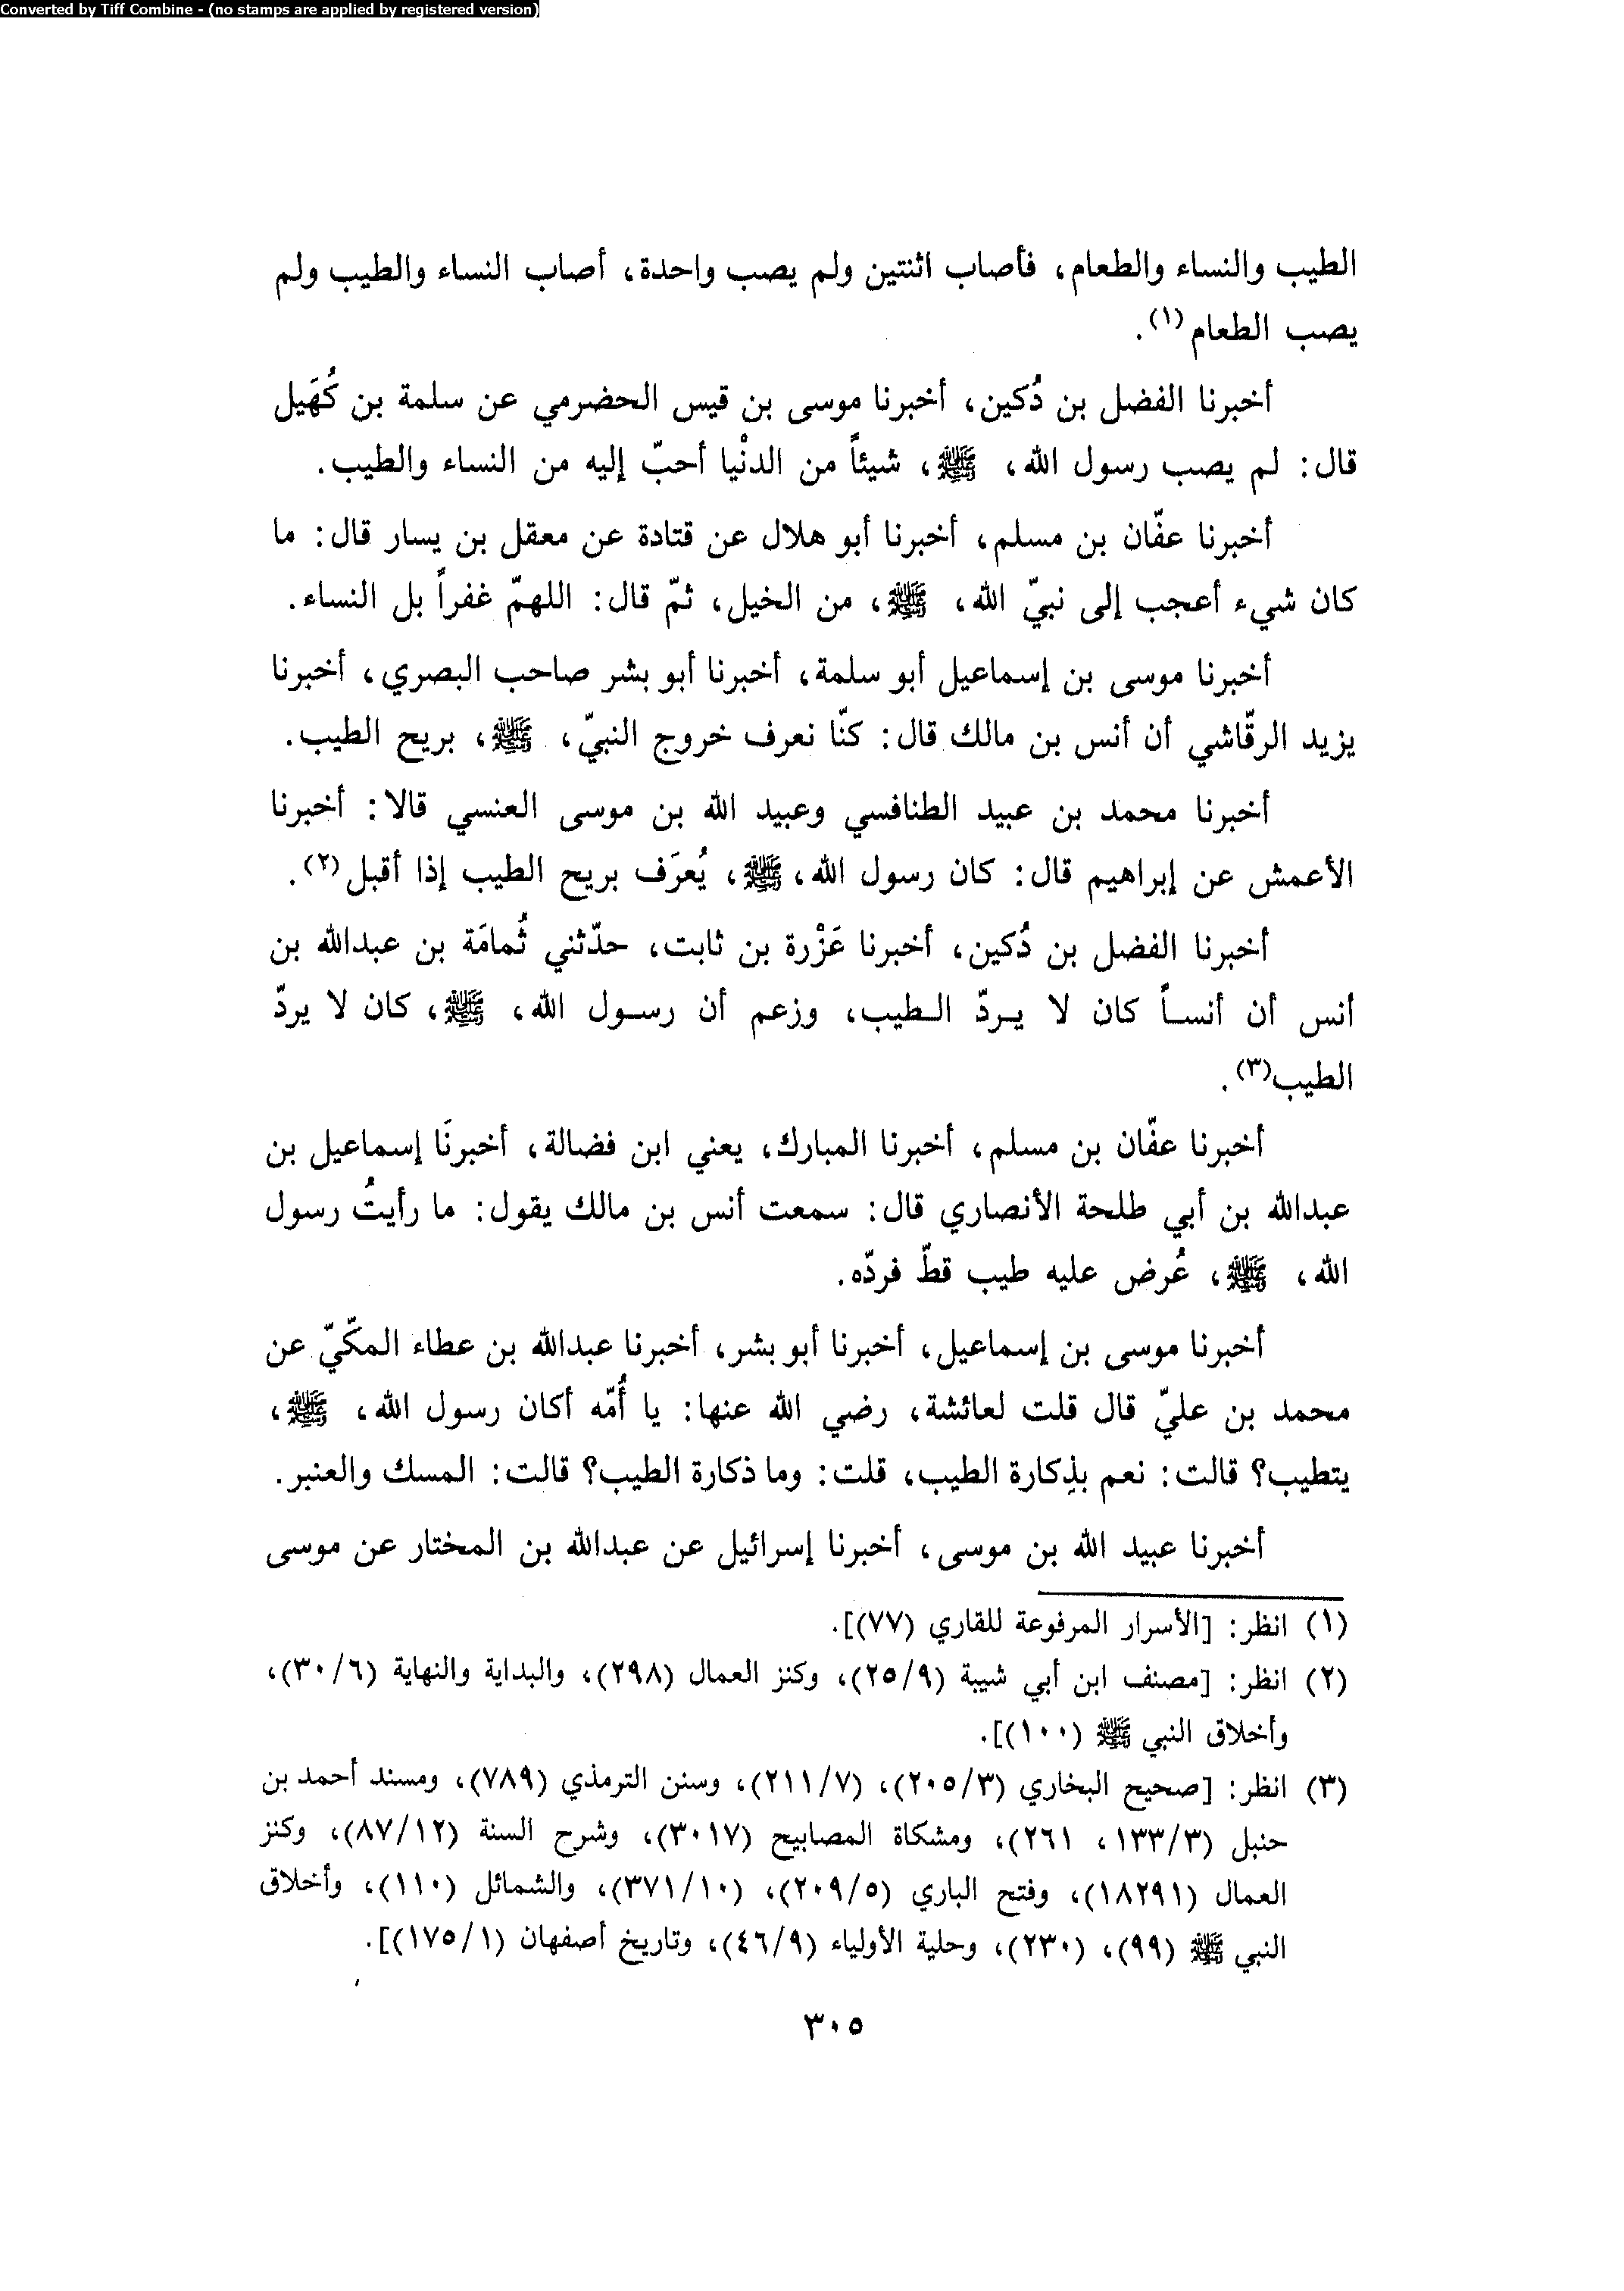 Converted by Tiff Combine - (no stamps are applied by registered version)
الطيب والنساء والطعام، فأصاب اثنتين ولم يصب واحدة، أصاب النساء والطيب ولم
يصب الطعام(١).
أخبرنا الفضل بن دُكين، أخبرنا موسى بن قيس الحضرمي عن سلمة بن كُهَيل
قال: لم يصب رسول الله، ﷺ، شيئاً من الدنْيا أحبّ إليه من النساء والطيب.
أخبرنا عفّان بن مسلم، أخبرنا أبو هلال عن قتادة عن معقل بن يسار قال: ما
كان شيء أعجب إلى نبيّ الله، ﷺ، من الخيل، ثمّ قال: اللهمّ غفراً بل النساء.
أخبرنا موسى بن إسماعيل أبو سلمة، أخبرنا أبو بشر صاحب البصري، أخبرنا
يزيد الرقّاشي أن أنس بن مالك قال: كنّا نعرف خروج النبيّ، ﷺ، بريح الطيب.
أخبرنا محمد بن عبيد الطنافسي وعبيد الله بن موسى العنسي قالا: أخبرنا
الأعمش عن إبراهيم قال: كان رسول الله، ﷺ، يُعرَف بريح الطيب إذا أقبل(٢).
أخبرنا الفضل بن دُكين، أخبرنا عَزْرة بن ثابت، حدّثني ثُمامَة بن عبدالله بن
أنس أن أنسـاً كان لا يـردّ الـطيب، وزعم أن رسـول الله، ﷺ، كان لا يردّ
الطيب(٣).
أخبرنا عفّان بن مسلم، أخبرنا المبارك، يعني ابن فضالة، أخبرنَا إسماعيل بن
عبدالله بن أبي طلحة الأنصاري قال: سمعت أنس بن مالك يقول: ما رأيتُ رسول
الله، ﷺ، عُرض عليه طيب قطّ فردّه.
أخبرنا موسى بن إسماعيل، أخبرنا أبو بشر، أخبرنا عبدالله بن عطاء المكّيّ عن
محمد بن عليّ قال قلت لعائشة، رضي الله عنها: يا أُمّه أكان رسول الله، ﷺ،
يتطيب؟ قالت: نعم بذِكارة الطيب، قلت: وما ذكارة الطيب؟ قالت: المسك والعنبر.
أخبرنا عبيد الله بن موسى، أخبرنا إسرائيل عن عبدالله بن المختار عن موسى
(١) انظر: [الأسرار المرفوعة للقاري (٧٧)].
(٢) انظر: [مصنف ابن أبي شيبة (٢٥/٩)، وكنز العمال (٢٩٨)، والبداية والنهاية (٣٠/٦)،
وأخلاق النبي ﷺ (١٠٠)].
(٣) انظر: [صحيح البخاري (٢٠٥/٣)، (٢١١/٧)، وسنن الترمذي (٧٨٩)، ومسند أحمد بن
حنبل (١٣٣/٣، ٢٦١)، ومشكاة المصابيح (٣٠١٧)، وشرح السنة (٨٧/١٢)، وكنز
العمال (١٨٢٩١)، وفتح الباري (٢٠٩/٥)، (٣٧١/١٠)، والشمائل (١١٠)، وأخلاق
النبي ﷺ (٩٩)، (٢٣٠)، وحلية الأولياء (٤٦/٩)، وتاريخ أصفهان (١٧٥/١)].
٣٠٥